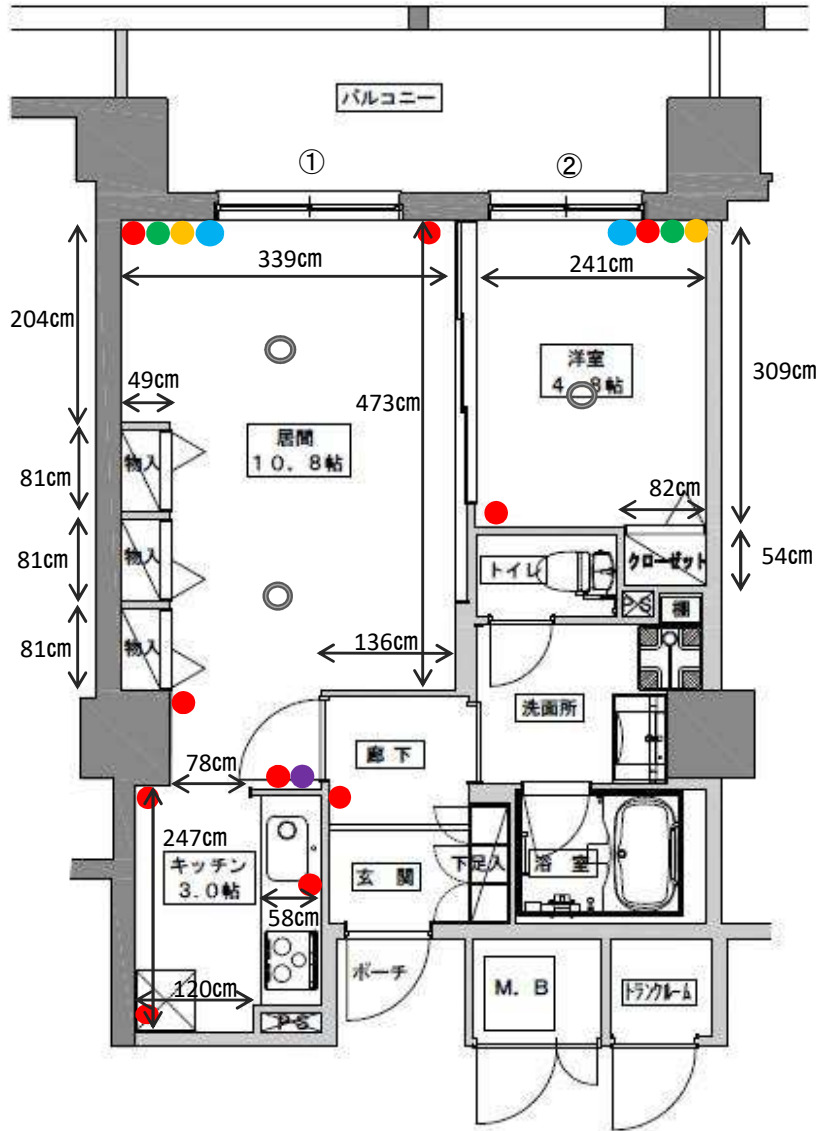 バルコニー
①
②
339㎝
241㎝
204㎝
49㎝
473㎝
洋室
4.8帖
309㎝
居間
10.8帖
物入
81㎝
82㎝
物入
81㎝
トイレ
クローゼット
54㎝
P.S
棚
物入
81㎝
136㎝
洗面所
廊下
78㎝
247㎝
キッチン
3.0帖
玄関
下足入
浴室
58㎝
ポーチ
120㎝
M.B
トランクルーム
P.S